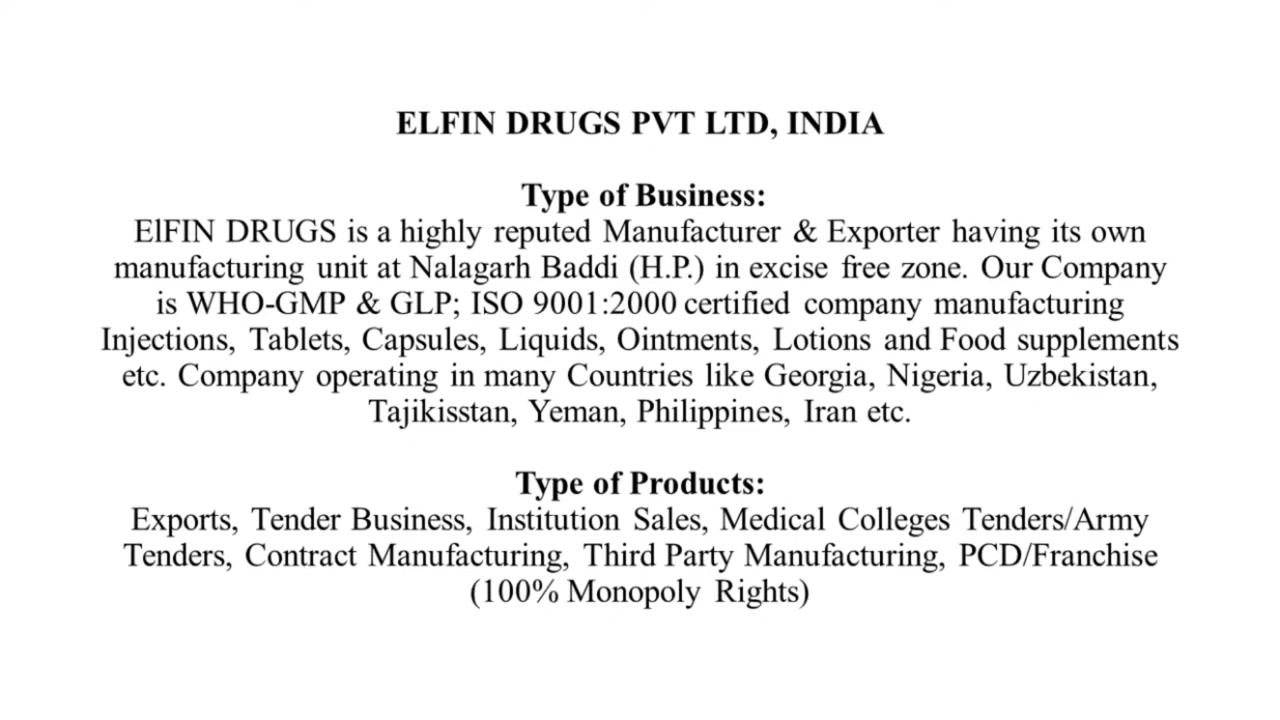 ELFIN DRUGS PVT LTD, INDIA
Type of Business:
ElFIN DRUGS is a highly reputed Manufacturer & Exporter having its own
manufacturing unit at Nalagarh Baddi (H.P.) in excise free zone. Our Company
is WHO-GMP & GLP; ISO 9001:2000 certified company manufacturing
Injections, Tablets, Capsules, Liquids, Ointments, Lotions and Food supplements
etc. Company operating in many Countries like Georgia, Nigeria, Uzbekistan,
Tajikisstan, Yeman, Philippines, Iran etc.
Type of Products:
Exports, Tender Business, Institution Sales, Medical Colleges Tenders/Army
Tenders, Contract Manufacturing, Third Party Manufacturing, PCD/Franchise
(100% Monopoly Rights)